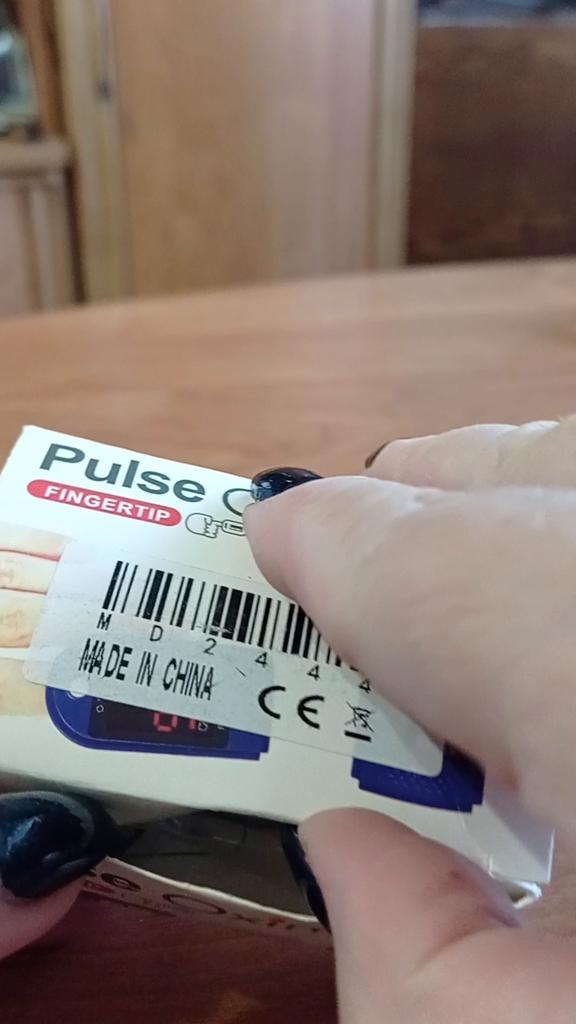 Pulse
FINGERTIP
M D 2 4 4 4
MADE IN CHINA
CE